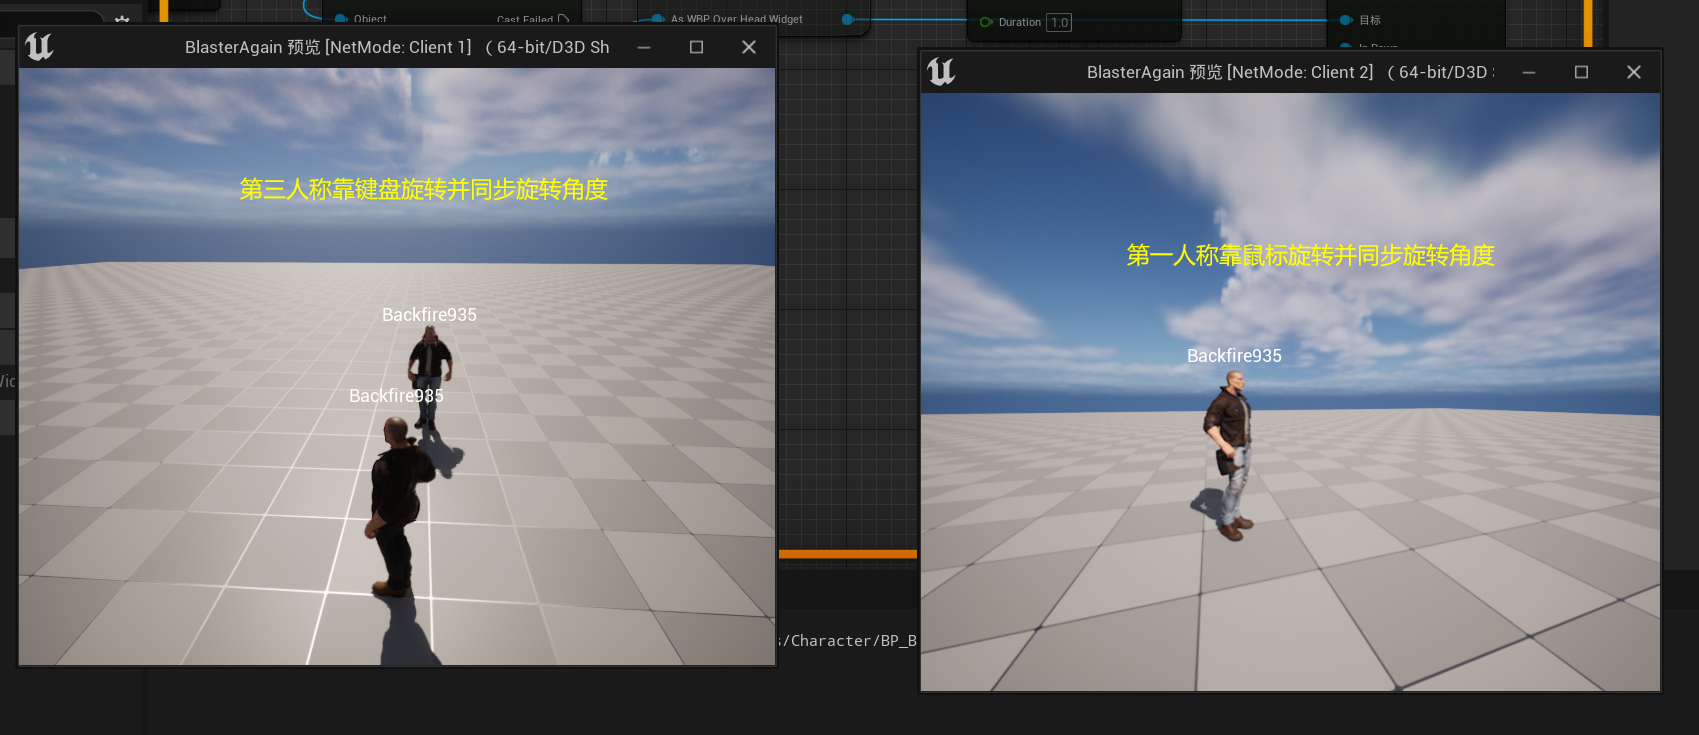 Object
Cast Failed
As WBP Over Head Widget
Duration 1.0
目标
BlasterAgain 预览 [NetMode: Client 1] （ 64-bit/D3D Sh
BlasterAgain 预览 [NetMode: Client 2] （ 64-bit/D3D
第三人称靠键盘旋转并同步旋转角度
第一人称靠鼠标旋转并同步旋转角度
Backfire935
Backfire935
Backfire935
s/Character/BP_B